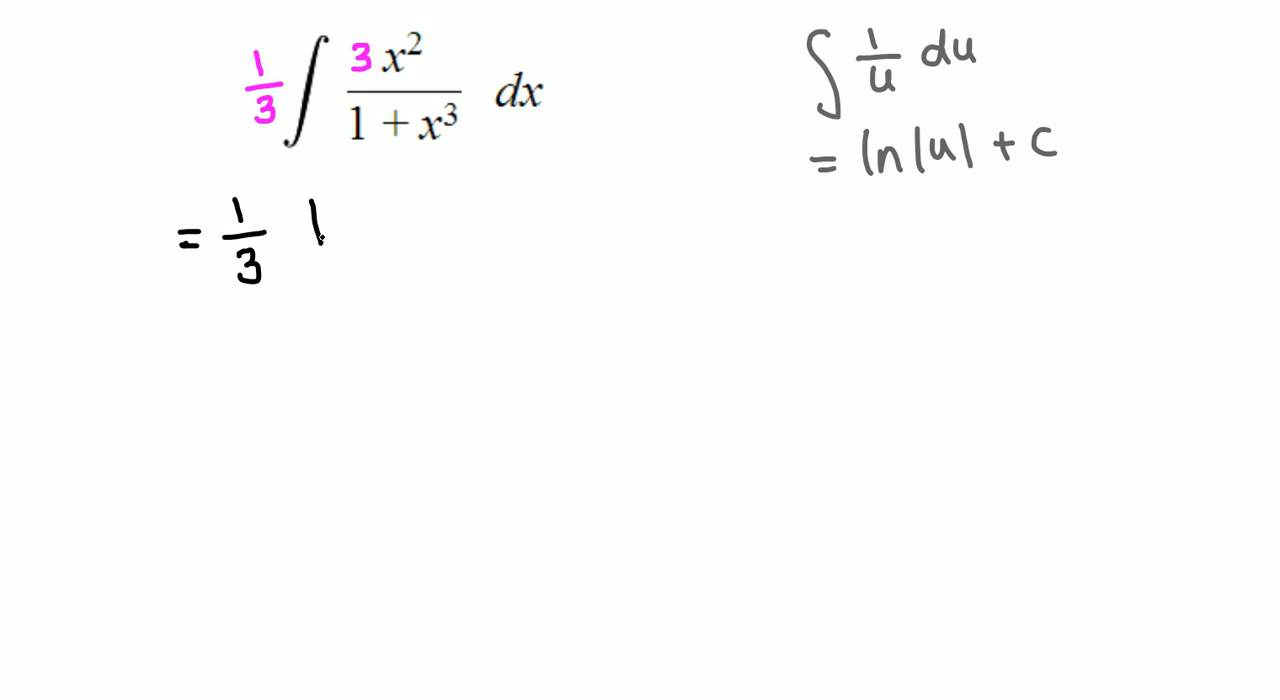 1/3 ∫ 3x²/(1 + x³) dx
= 1/3 l
∫ 1/u du
= ln|u| + c